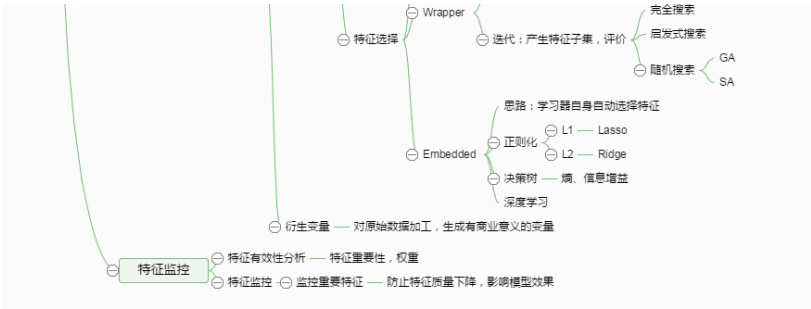 Wrapper
完全搜索
特征选择
迭代：产生特征子集，评价
启发式搜索
随机搜索
GA
SA
Embedded
思路：学习器自身自动选择特征
正则化
L1
Lasso
L2
Ridge
决策树
熵、信息增益
深度学习
衍生变量
对原始数据加工，生成有商业意义的变量
特征监控
特征有效性分析
特征重要性，权重
特征监控
监控重要特征
防止特征质量下降，影响模型效果